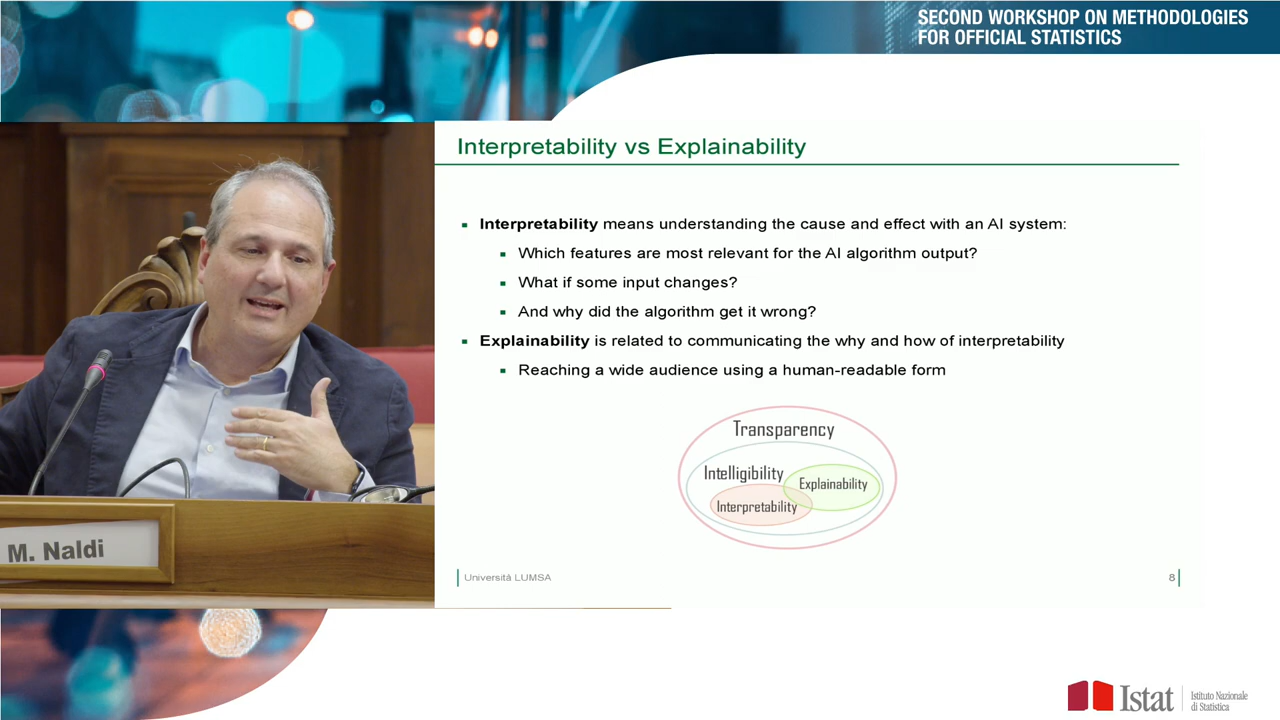 SECOND WORKSHOP ON METHODOLOGIES
FOR OFFICIAL STATISTICS
Interpretability vs Explainability
Interpretability means understanding the cause and effect with an AI system:
Which features are most relevant for the AI algorithm output?
What if some input changes?
And why did the algorithm get it wrong?
Explainability is related to communicating the why and how of interpretability
Reaching a wide audience using a human-readable form
Transparency
Intelligibility
Explainability
Interpretability
M. Naldi
Università LUMSA
8
Istat
Istituto Nazionale
di Statistica